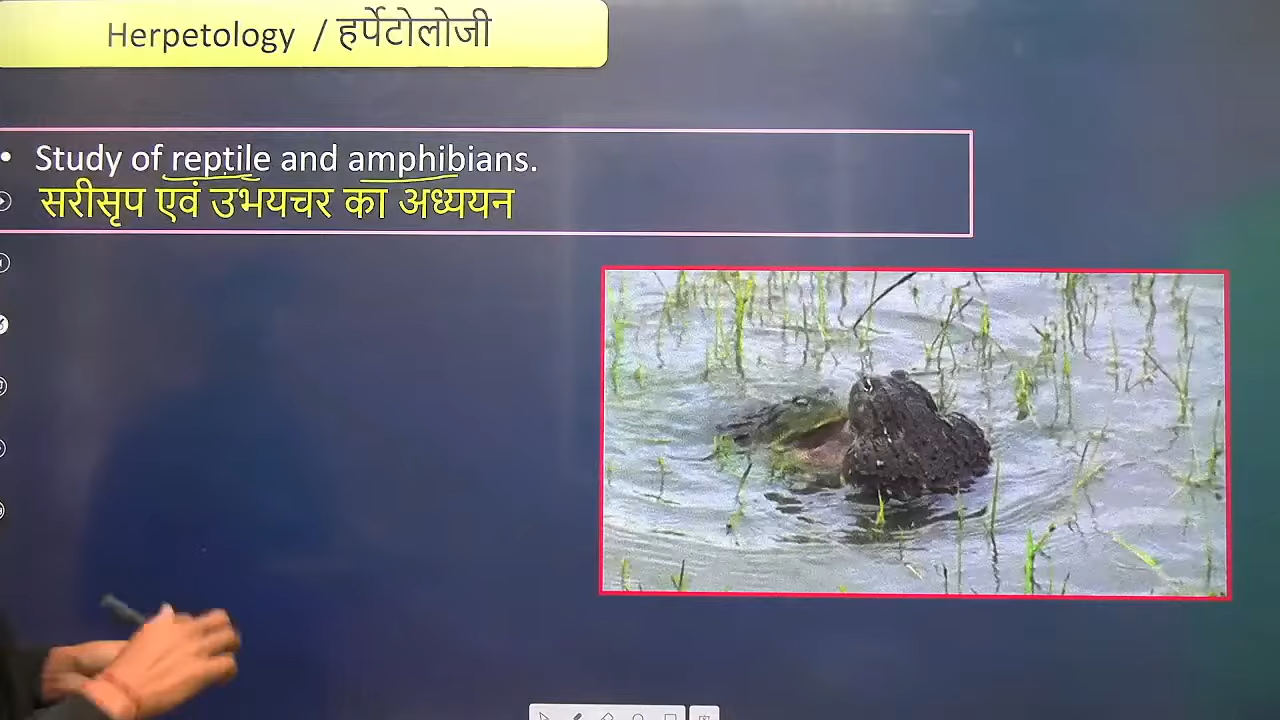 Herpetology / हर्पेटोलोजी
• Study of reptile and amphibians.
सरीसृप एवं उभयचर का अध्ययन